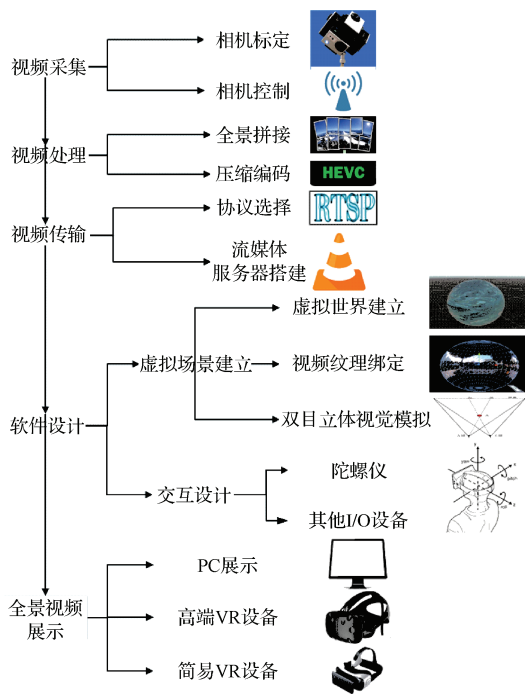 相机标定
视频采集
相机控制
全景拼接
视频处理
压缩编码
HEVC
协议选择
RTSP
视频传输
流媒体
服务器搭建
虚拟世界建立
虚拟场景建立
视频纹理绑定
双目立体视觉模拟
软件设计
陀螺仪
交互设计
其他I/O设备
PC展示
全景视频
展示
高端VR设备
简易VR设备